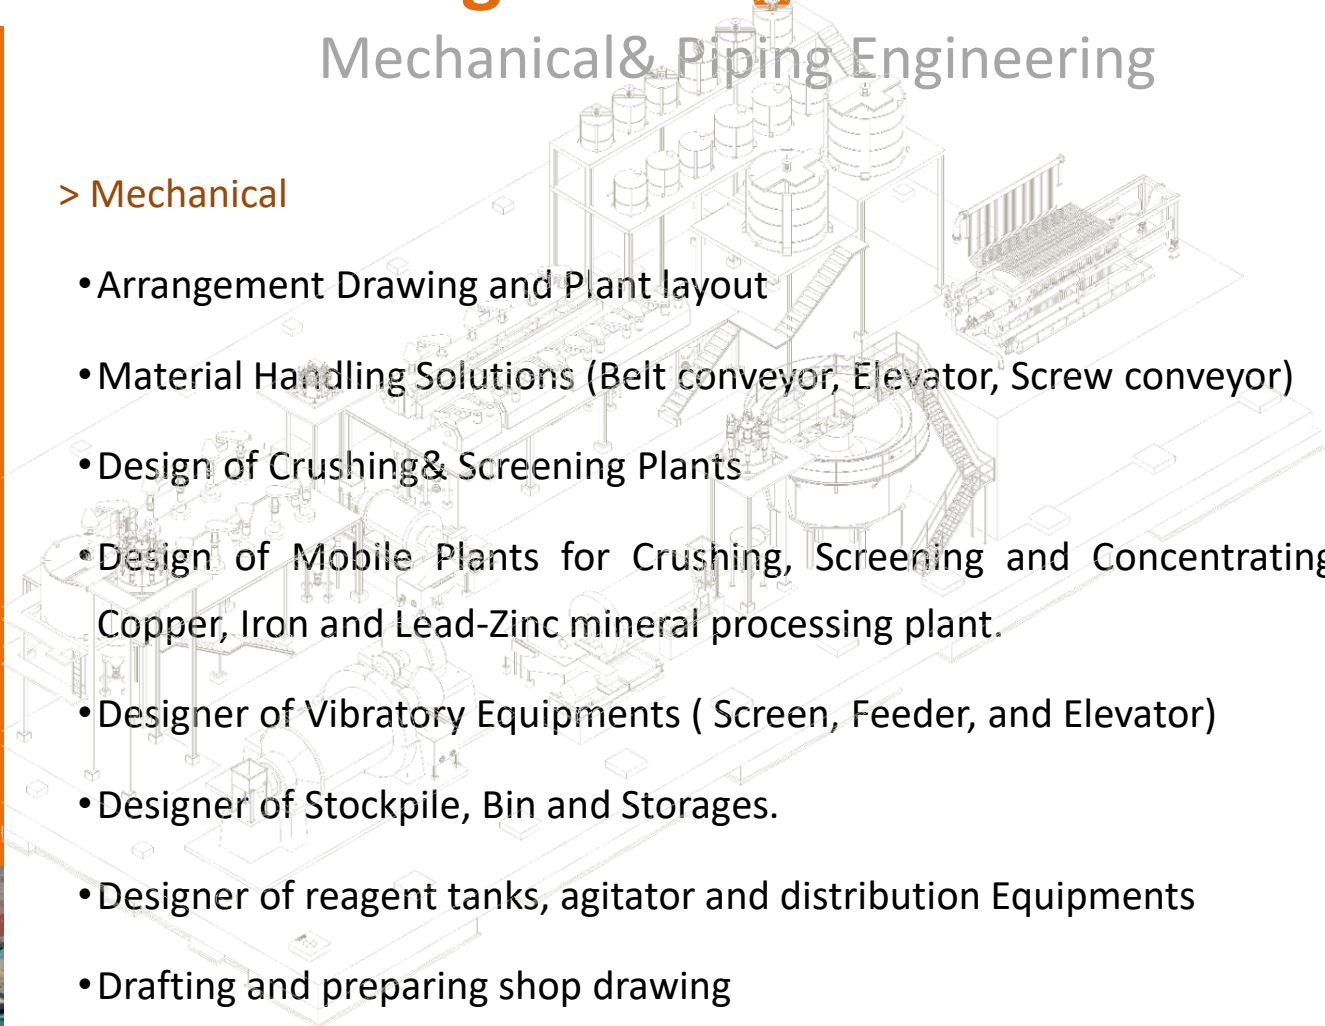 Mechanical& Piping Engineering
> Mechanical
•Arrangement Drawing and Plant layout
•Material Handling Solutions (Belt conveyor, Elevator, Screw conveyor)
•Design of Crushing& Screening Plants
•Design of Mobile Plants for Crushing, Screening and Concentrating
Copper, Iron and Lead-Zinc mineral processing plant.
•Designer of Vibratory Equipments ( Screen, Feeder, and Elevator)
•Designer of Stockpile, Bin and Storages.
•Designer of reagent tanks, agitator and distribution Equipments
•Drafting and preparing shop drawing